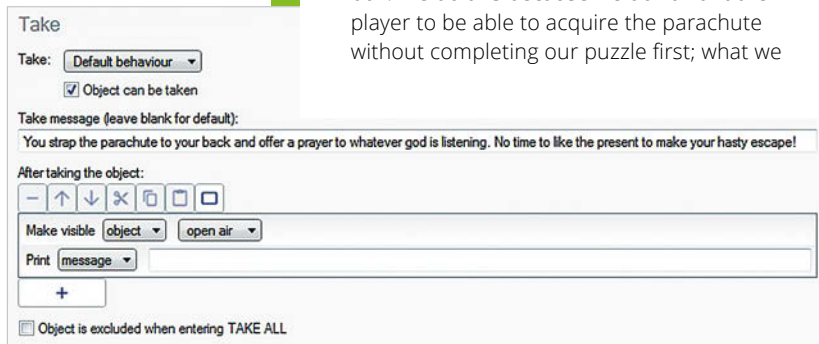 player to be able to acquire the parachute
without completing our puzzle first; what we
Take
Take: Default behaviour
Object can be taken
Take message (leave blank for default):
You strap the parachute to your back and offer a prayer to whatever god is listening. No time to like the present to make your hasty escape!
After taking the object:
Make visible object open air
Print message
Object is excluded when entering TAKE ALL